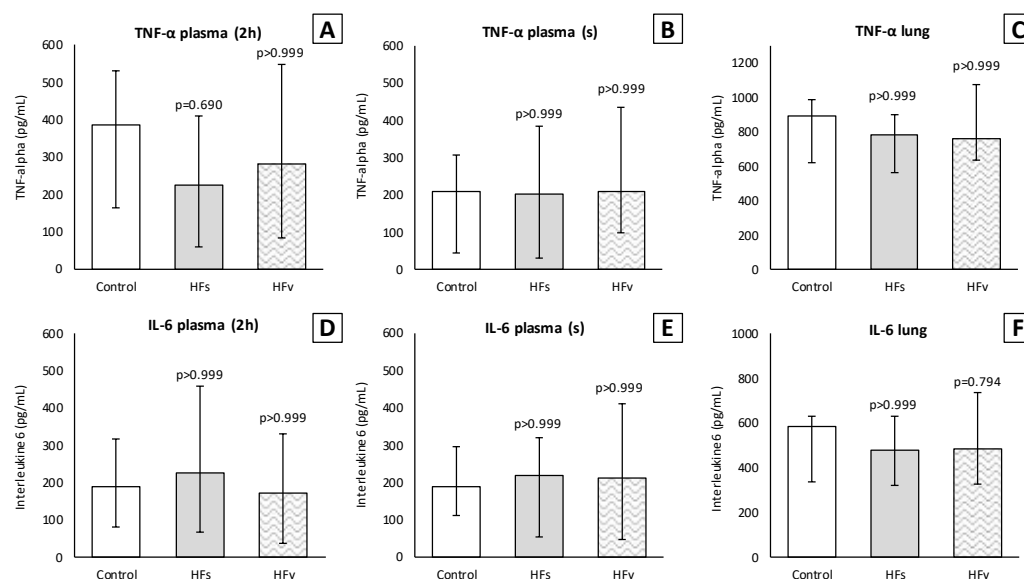 TNF-α plasma (2h)
A
TNF-alpha (pg/mL)
600
500
400
300
200
100
0
p=0.690
p>0.999
Control
HFs
HFv
TNF-α plasma (s)
B
TNF-alpha (pg/mL)
600
500
400
300
200
100
0
p>0.999
p>0.999
Control
HFs
HFv
TNF-α lung
C
TNF-alpha (pg/mL)
1200
1000
800
600
400
200
0
p>0.999
p>0.999
Control
HFs
HFv
IL-6 plasma (2h)
D
Interleukine6 (pg/mL)
600
500
400
300
200
100
0
p>0.999
p>0.999
Control
HFs
HFv
IL-6 plasma (s)
E
Interleukine6 (pg/mL)
600
500
400
300
200
100
0
p>0.999
p>0.999
Control
HFs
HFv
IL-6 lung
F
Interleukine6 (pg/mL)
1000
800
600
400
200
0
p>0.999
p=0.794
Control
HFs
HFv